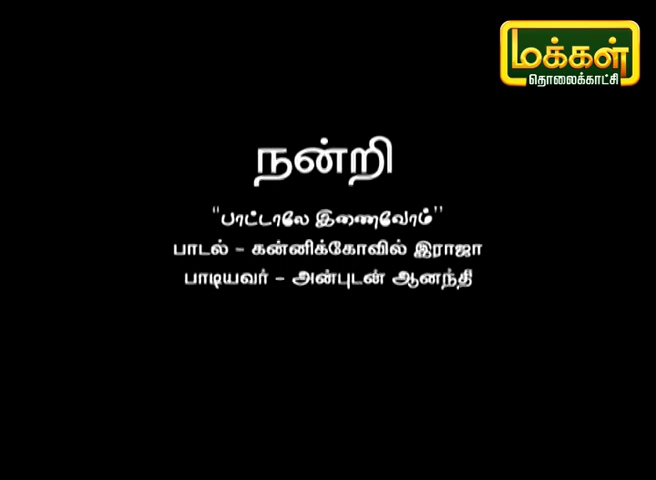 மக்கள்
தொலைக்காட்சி
நன்றி
"பாட்டாலே இணைவோம்"
பாடல் – கன்னிக்கோவில் இராஜா
பாடியவர் – அன்புடன் ஆனந்தி